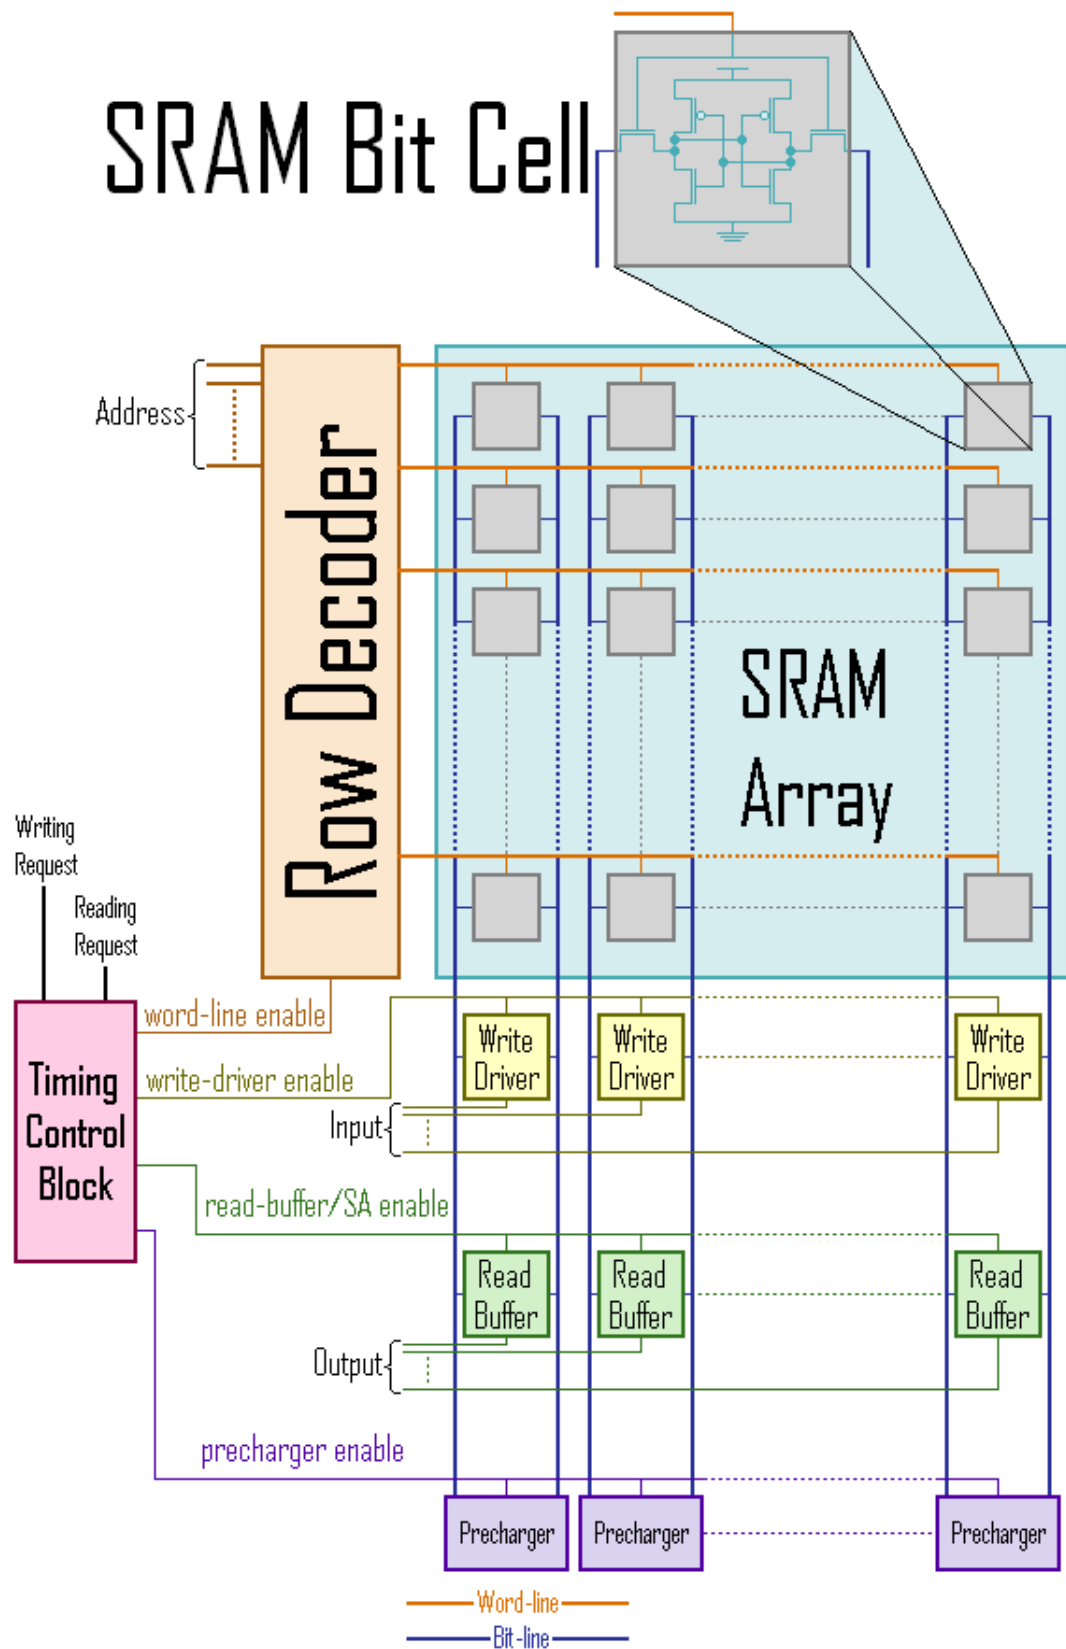 SRAM Bit Cell
Address
Row Decoder
SRAM
Array
Writing
Request
Reading
Request
word-line enable
write-driver enable
Timing
Control
Block
Write
Driver
Write
Driver
Write
Driver
Input
read-buffer/SA enable
Read
Buffer
Read
Buffer
Read
Buffer
Output
precharger enable
Precharger
Precharger
Precharger
Word-line
Bit-line